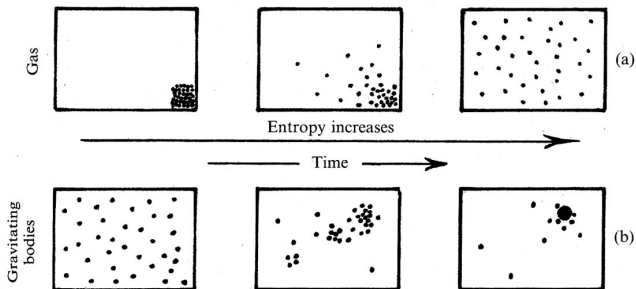 Gas
(a)
Entropy increases
Time
Gravitating
bodies
(b)